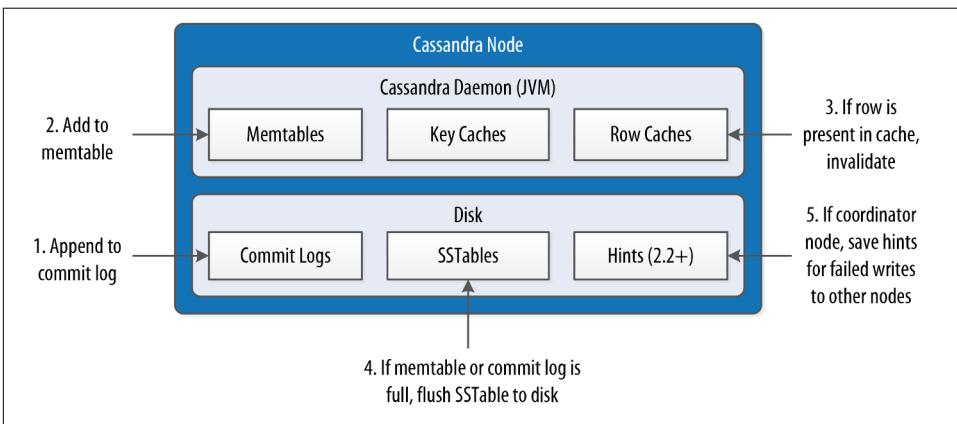 Cassandra Node
Cassandra Daemon (JVM)
2. Add to
memtable
Memtables
Key Caches
Row Caches
3. If row is
present in cache,
invalidate
Disk
1. Append to
commit log
Commit Logs
SSTables
Hints (2.2+)
5. If coordinator
node, save hints
for failed writes
to other nodes
4. If memtable or commit log is
full, flush SSTable to disk